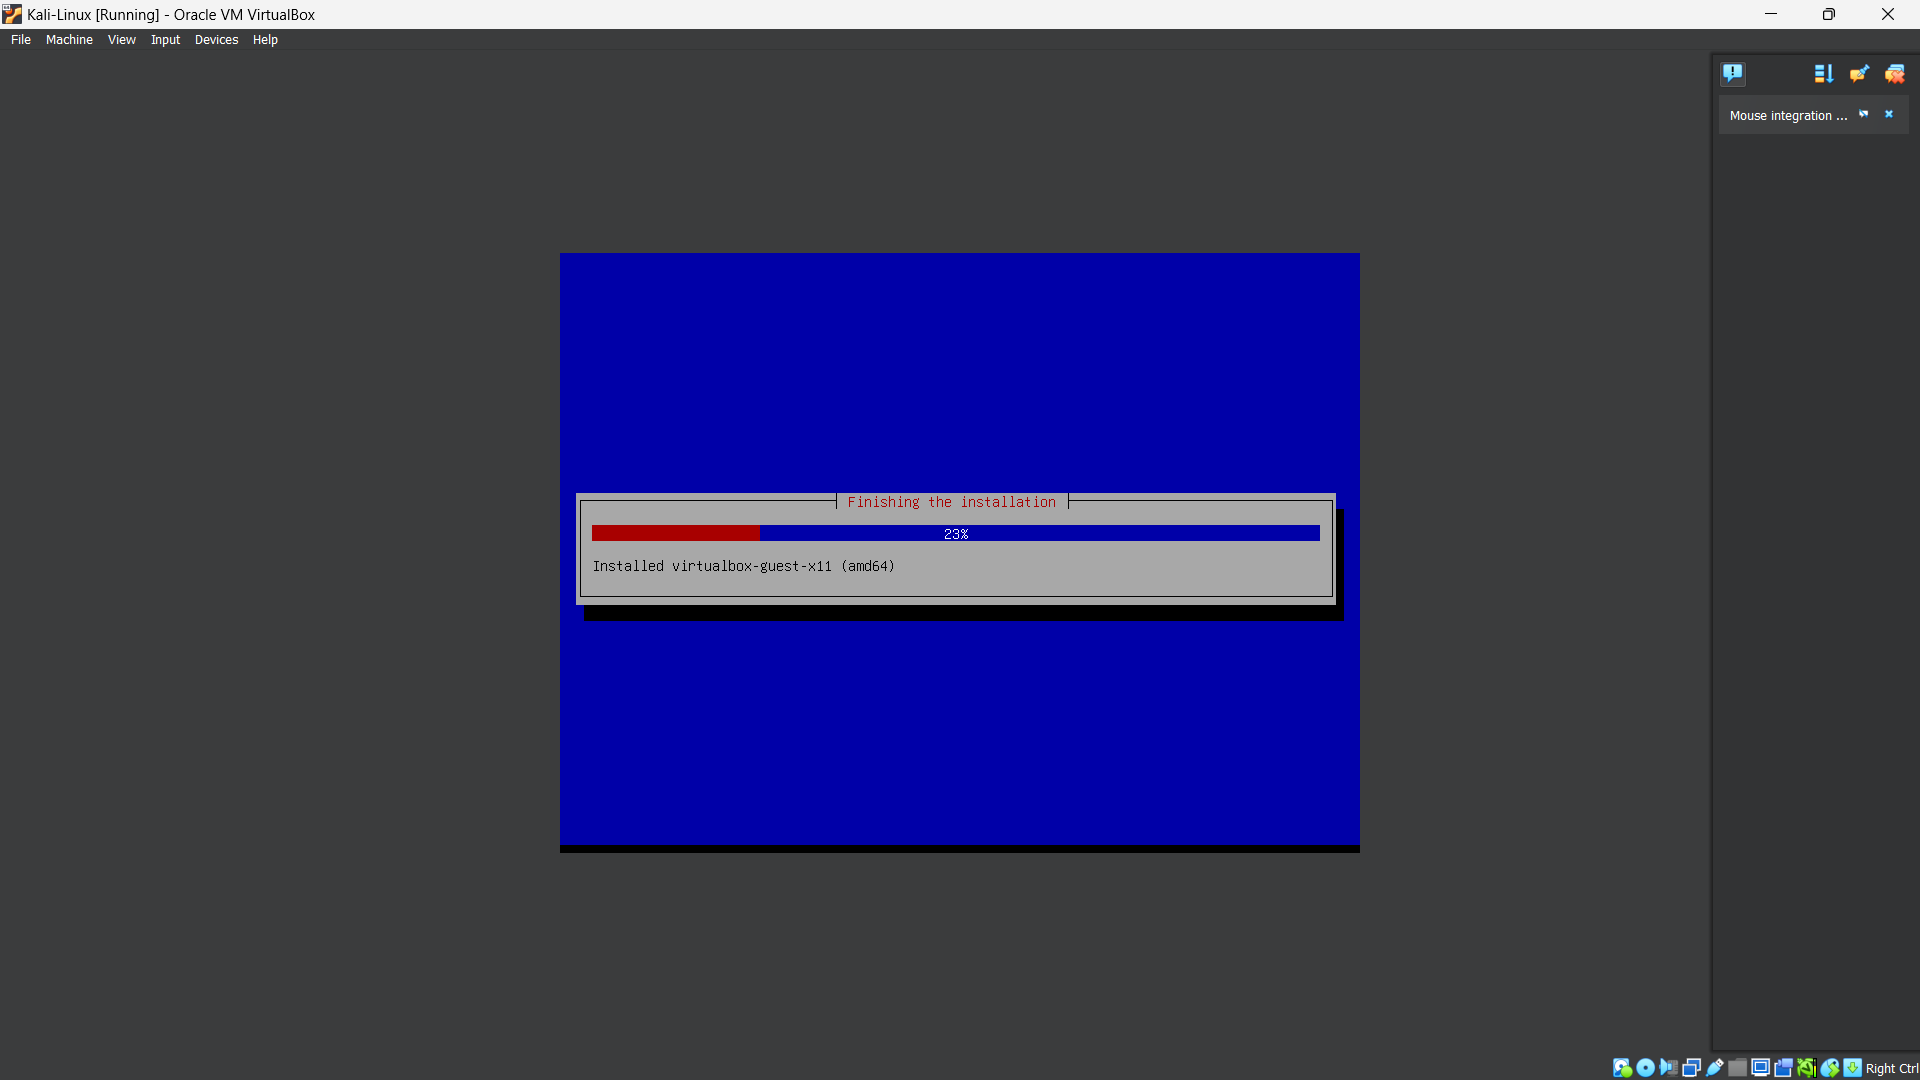 Kali-Linux [Running] - Oracle VM VirtualBox
File Machine View Input Devices Help
Mouse integration ...
Finishing the installation
23%
Installed virtualbox-guest-x11 (amd64)
Right Ctrl